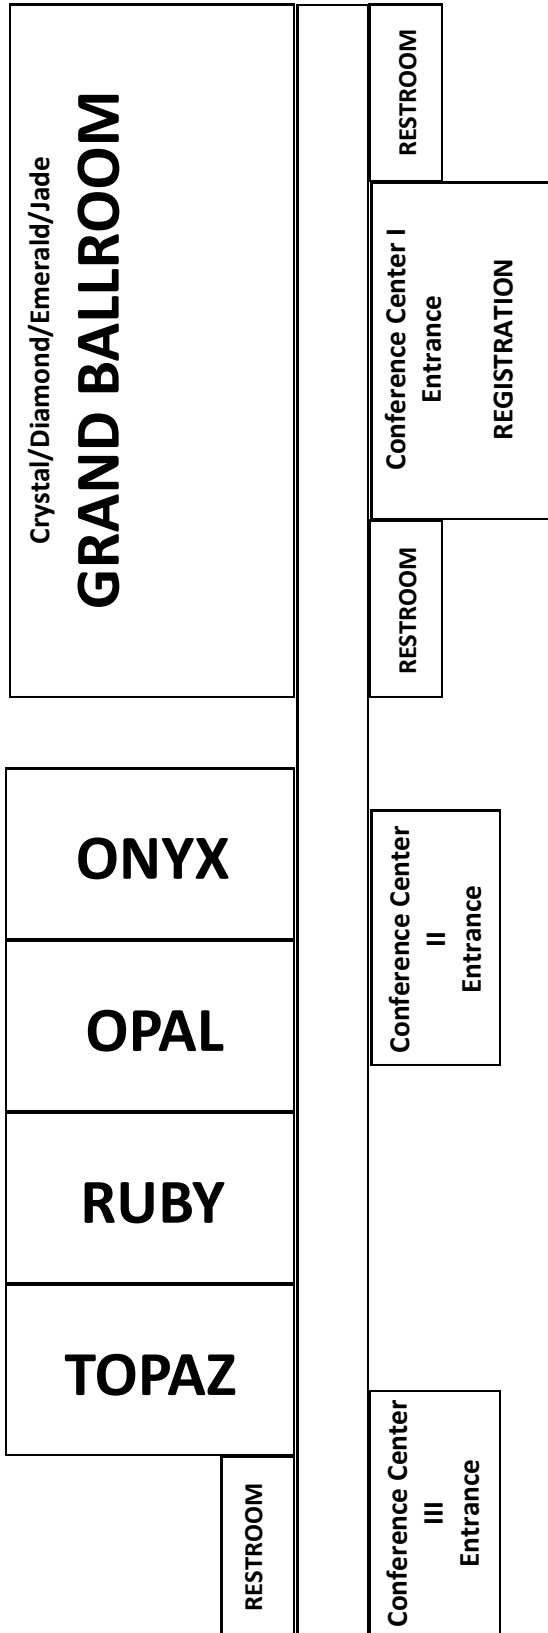 Crystal/Diamond/Emerald/Jade
GRAND BALLROOM
RESTROOM
Conference Center I
Entrance
REGISTRATION
RESTROOM
ONYX
Conference Center
II
Entrance
OPAL
RUBY
TOPAZ
Conference Center
III
Entrance
RESTROOM